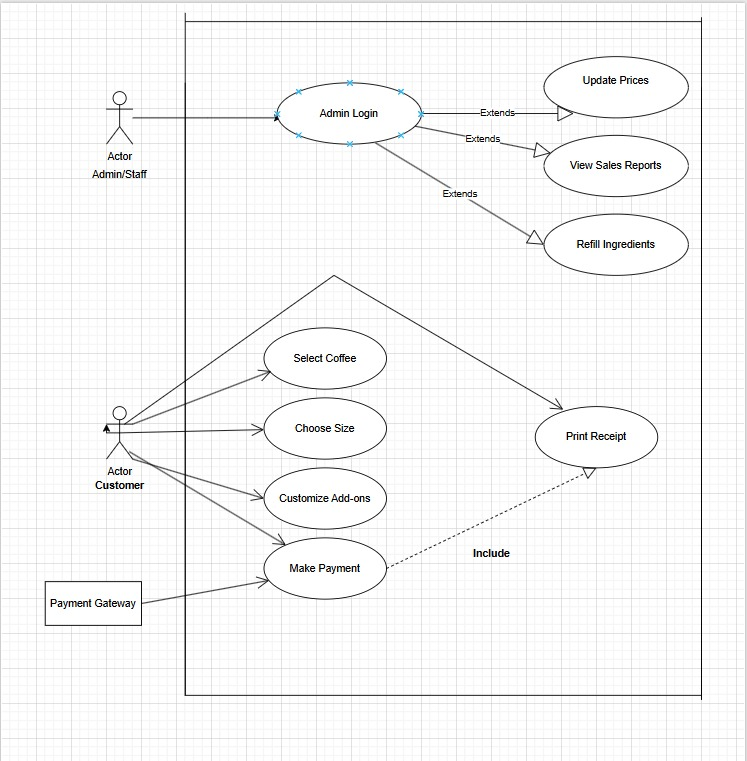 Update Prices
Admin Login
Extends
Extends
View Sales Reports
Actor
Admin/Staff
Extends
Refill Ingredients
Select Coffee
Choose Size
Print Receipt
Actor
Customer
Customize Add-ons
Include
Make Payment
Payment Gateway